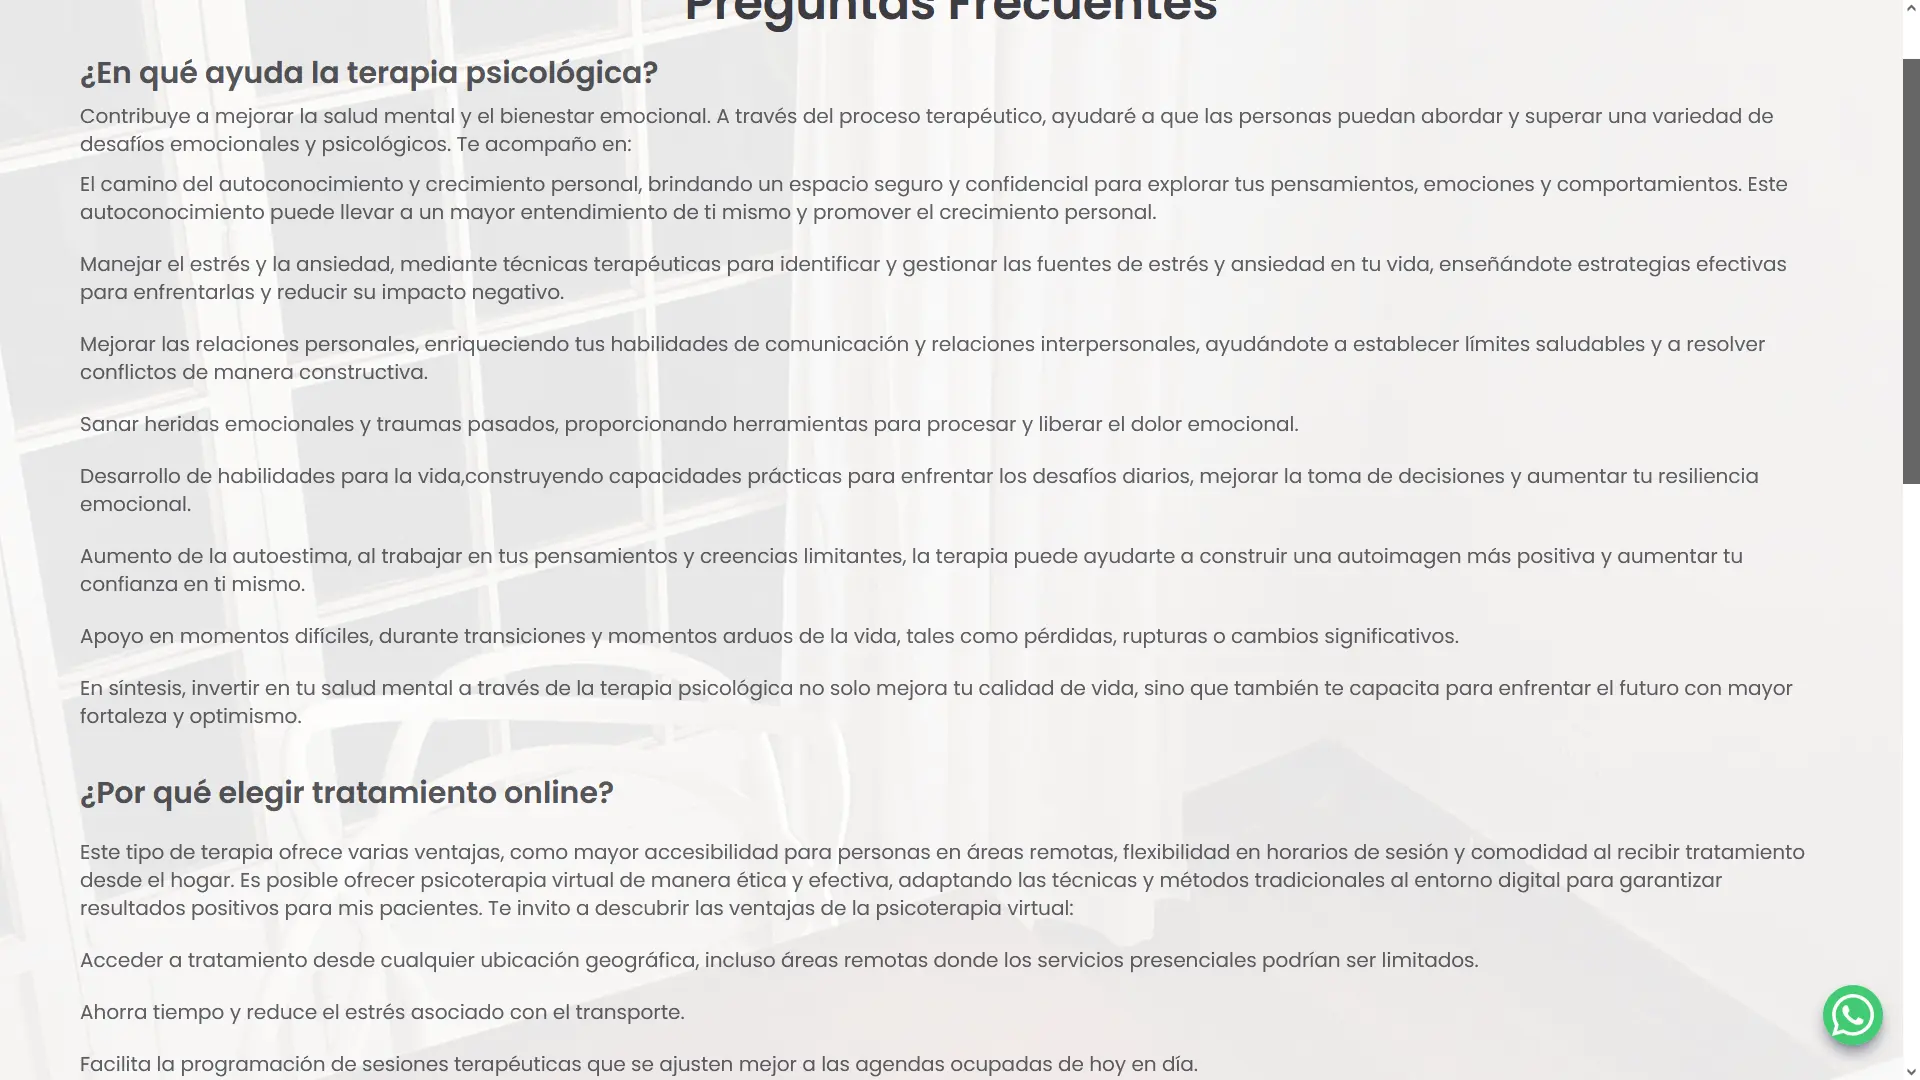 Preguntas Frecuentes
¿En qué ayuda la terapia psicológica?
Contribuye a mejorar la salud mental y el bienestar emocional. A través del proceso terapéutico, ayudaré a que las personas puedan abordar y superar una variedad de
desafíos emocionales y psicológicos. Te acompaño en:
El camino del autoconocimiento y crecimiento personal, brindando un espacio seguro y confidencial para explorar tus pensamientos, emociones y comportamientos. Este
autoconocimiento puede llevar a un mayor entendimiento de ti mismo y promover el crecimiento personal.
Manejar el estrés y la ansiedad, mediante técnicas terapéuticas para identificar y gestionar las fuentes de estrés y ansiedad en tu vida, enseñándote estrategias efectivas
para enfrentarlas y reducir su impacto negativo.
Mejorar las relaciones personales, enriqueciendo tus habilidades de comunicación y relaciones interpersonales, ayudándote a establecer límites saludables y a resolver
conflictos de manera constructiva.
Sanar heridas emocionales y traumas pasados, proporcionando herramientas para procesar y liberar el dolor emocional.
Desarrollo de habilidades para la vida,construyendo capacidades prácticas para enfrentar los desafíos diarios, mejorar la toma de decisiones y aumentar tu resiliencia
emocional.
Aumento de la autoestima, al trabajar en tus pensamientos y creencias limitantes, la terapia puede ayudarte a construir una autoimagen más positiva y aumentar tu
confianza en ti mismo.
Apoyo en momentos difíciles, durante transiciones y momentos arduos de la vida, tales como pérdidas, rupturas o cambios significativos.
En síntesis, invertir en tu salud mental a través de la terapia psicológica no solo mejora tu calidad de vida, sino que también te capacita para enfrentar el futuro con mayor
fortaleza y optimismo.
¿Por qué elegir tratamiento online?
Este tipo de terapia ofrece varias ventajas, como mayor accesibilidad para personas en áreas remotas, flexibilidad en horarios de sesión y comodidad al recibir tratamiento
desde el hogar. Es posible ofrecer psicoterapia virtual de manera ética y efectiva, adaptando las técnicas y métodos tradicionales al entorno digital para garantizar
resultados positivos para mis pacientes. Te invito a descubrir las ventajas de la psicoterapia virtual:
Acceder a tratamiento desde cualquier ubicación geográfica, incluso áreas remotas donde los servicios presenciales podrían ser limitados.
Ahorra tiempo y reduce el estrés asociado con el transporte.
Facilita la programación de sesiones terapéuticas que se ajusten mejor a las agendas ocupadas de hoy en día.